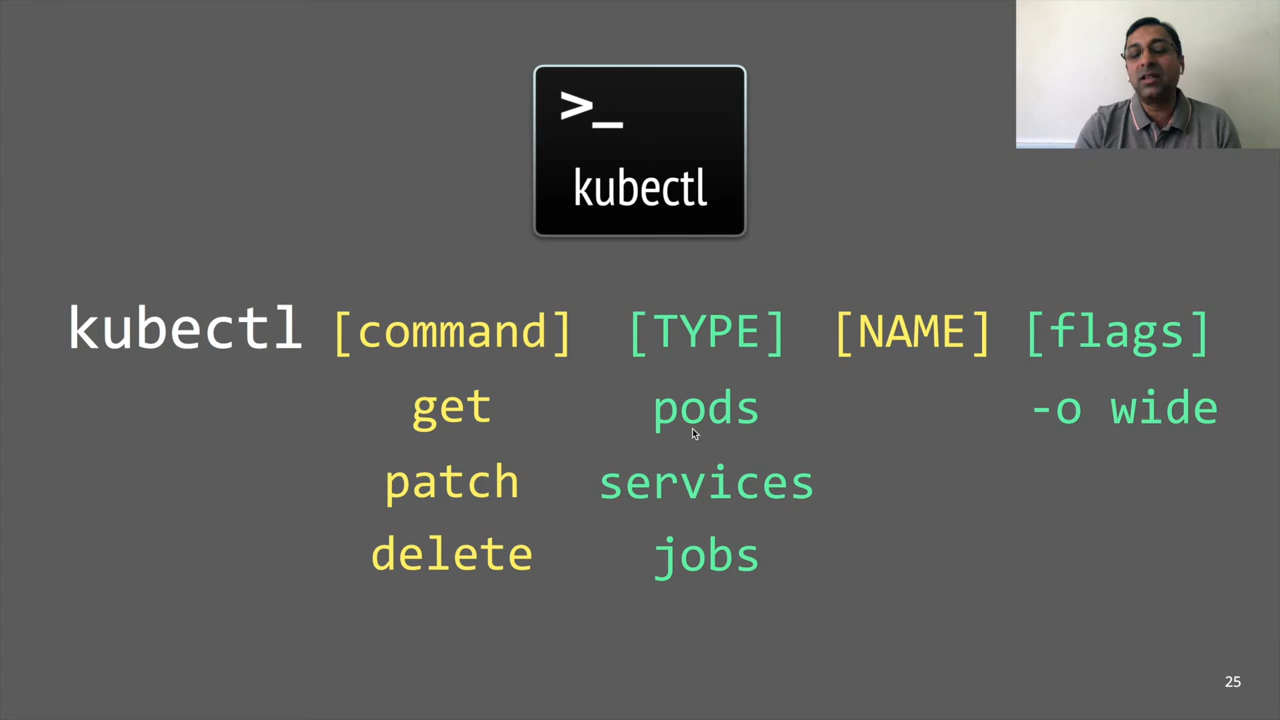 >_
kubectl
kubectl [command] [TYPE] [NAME] [flags]
get pods -o wide
patch services
delete jobs
25